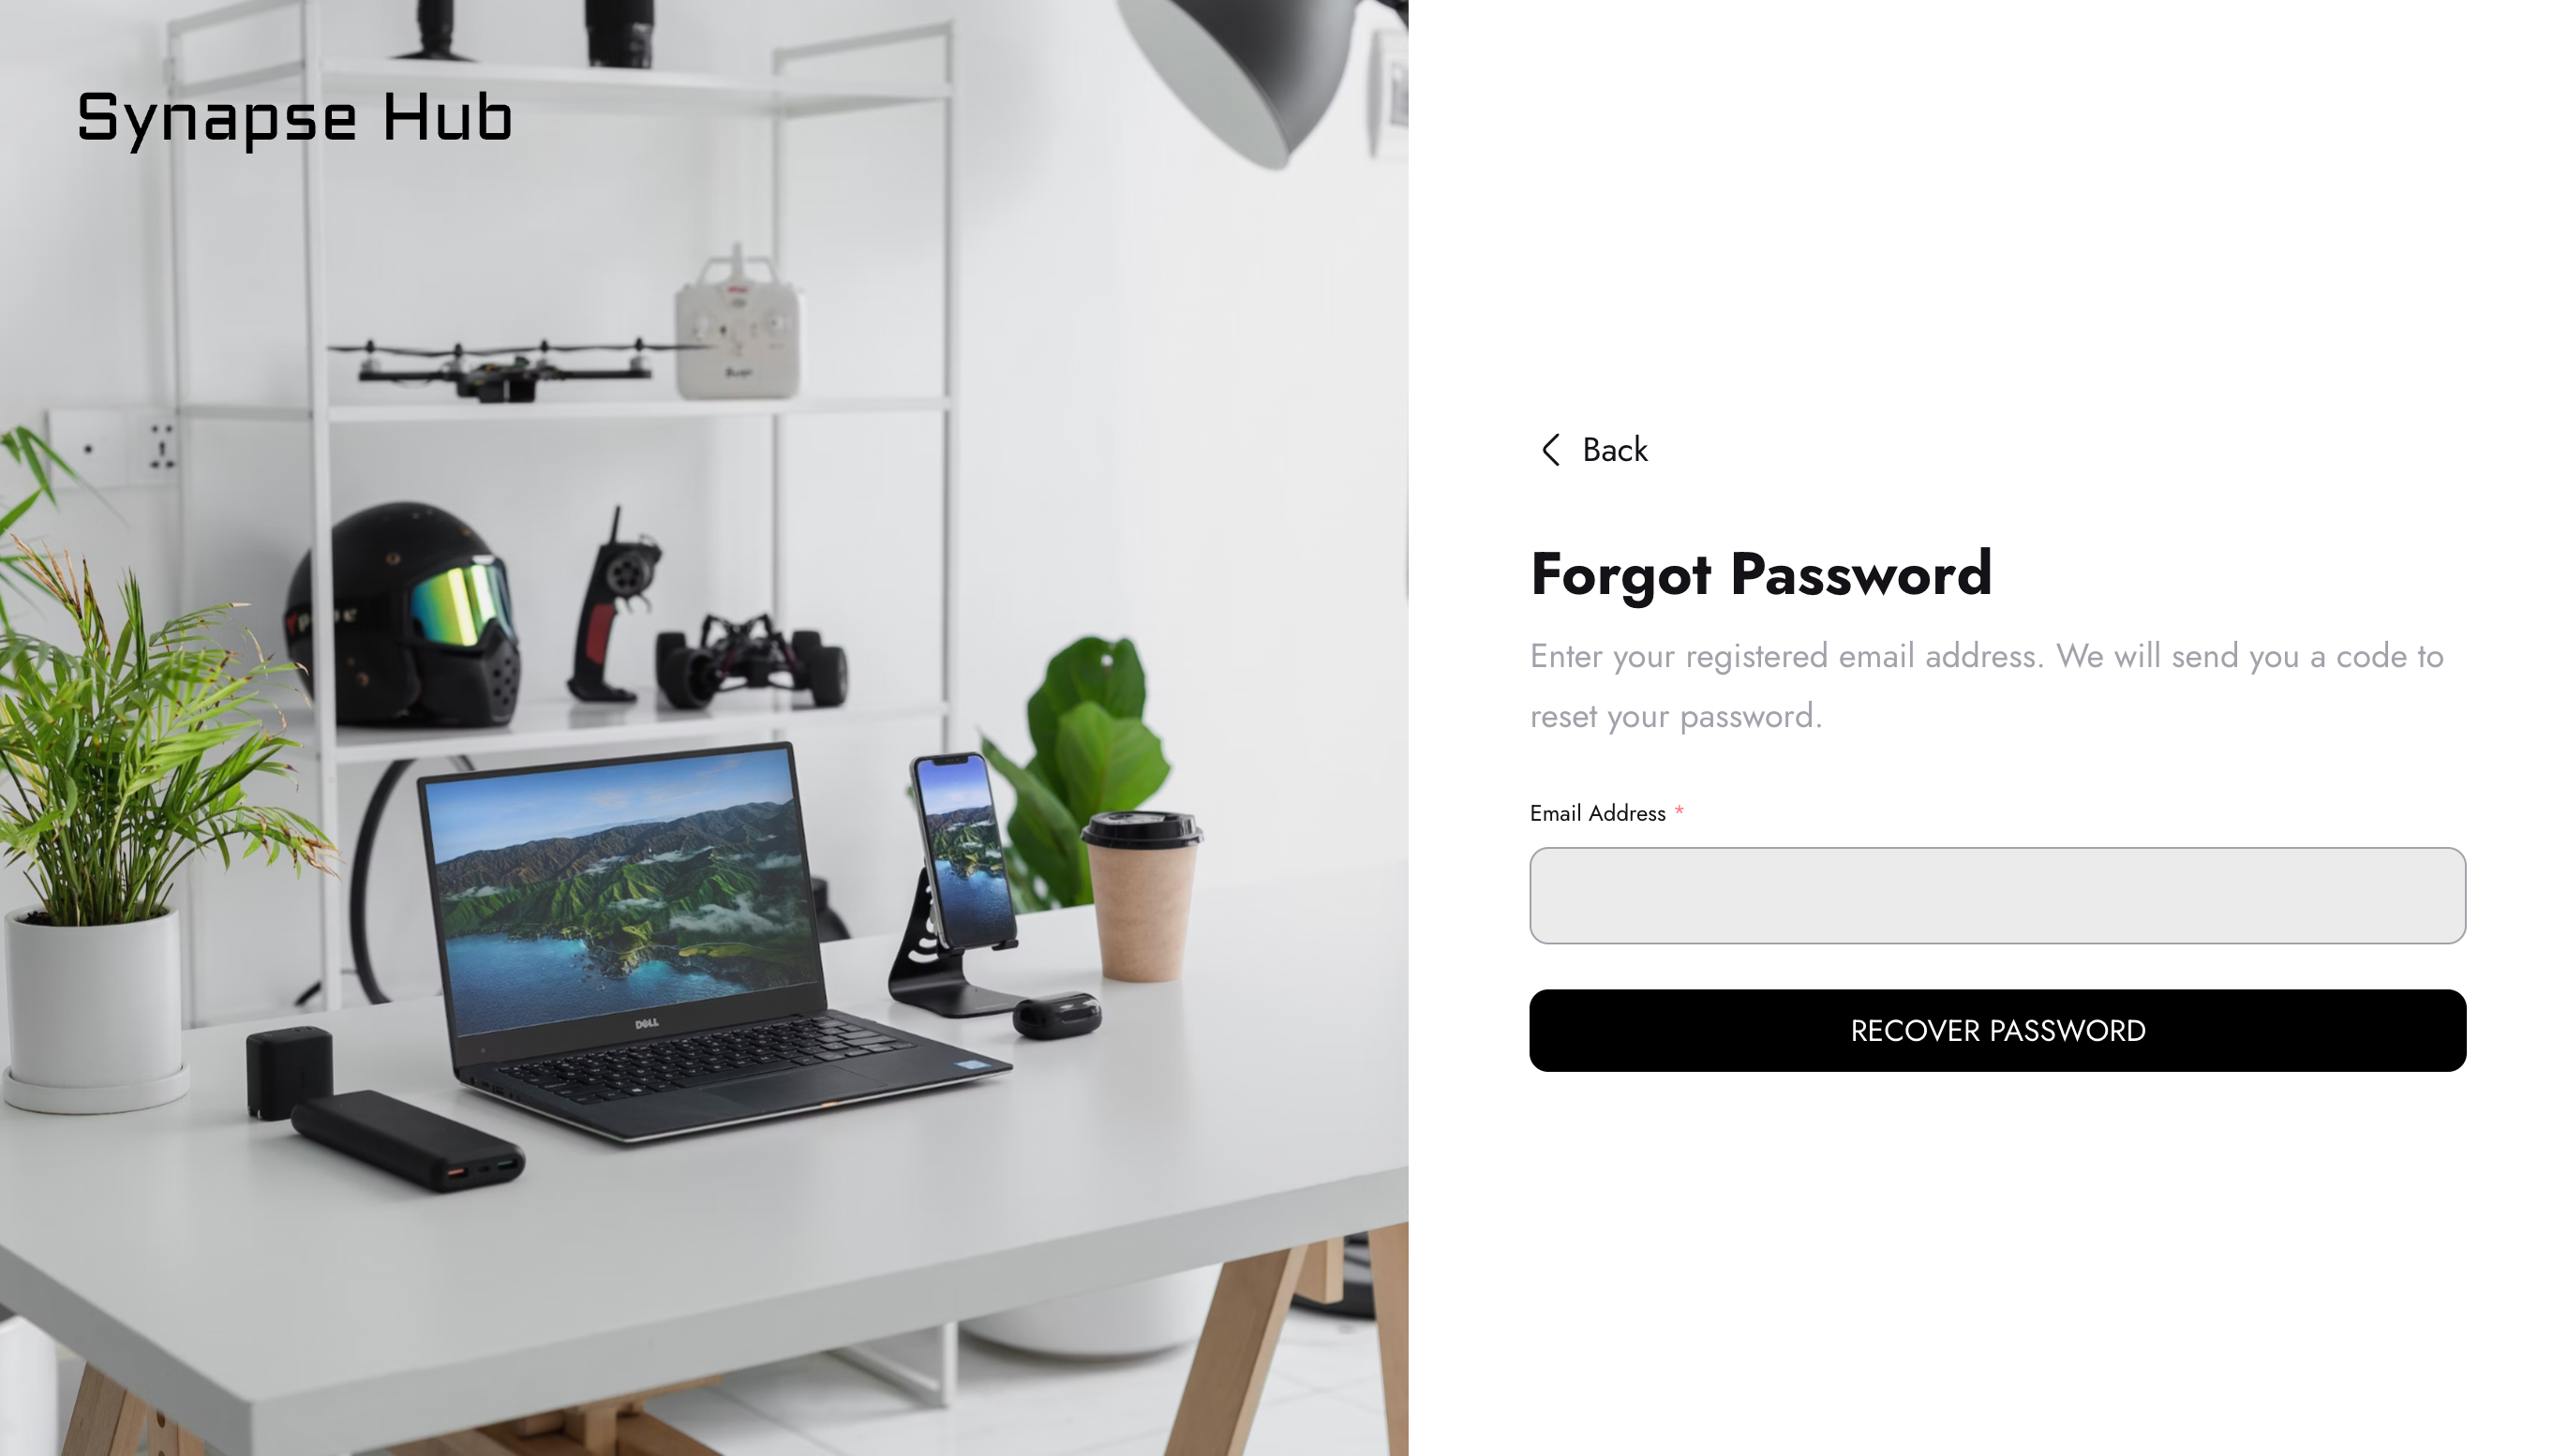 Synapse Hub
Back
Forgot Password
Enter your registered email address. We will send you a code to
reset your password.
Email Address *
RECOVER PASSWORD
DELL